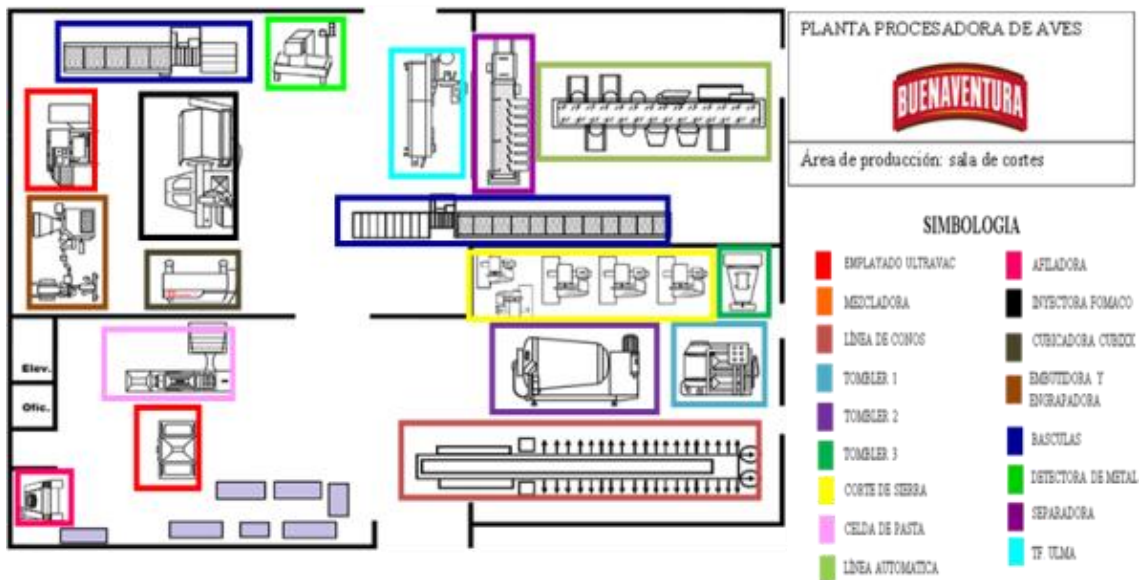 PLANTA PROCESADORA DE AVES
BUENAVENTURA
Área de producción: sala de cortes
SIMBOLOGIA
EMPLAYADO ULTRAVAC
MEZCLADORA
LÍNEA DE CONOS
TOMBLER 1
TOMBLER 2
TOMBLER 3
CORTE DE SIERRA
CELDA DE PASTA
LÍNEA AUTOMATICA
AFILADORA
INYECTORA FOMACO
CUBICADORA CUBIXX
EMBUTIDORA Y
ENGRAPADORA
BASCULAS
DETECTORA DE METAL
SEPARADORA
TF ULMA
Elev.
Ofic.